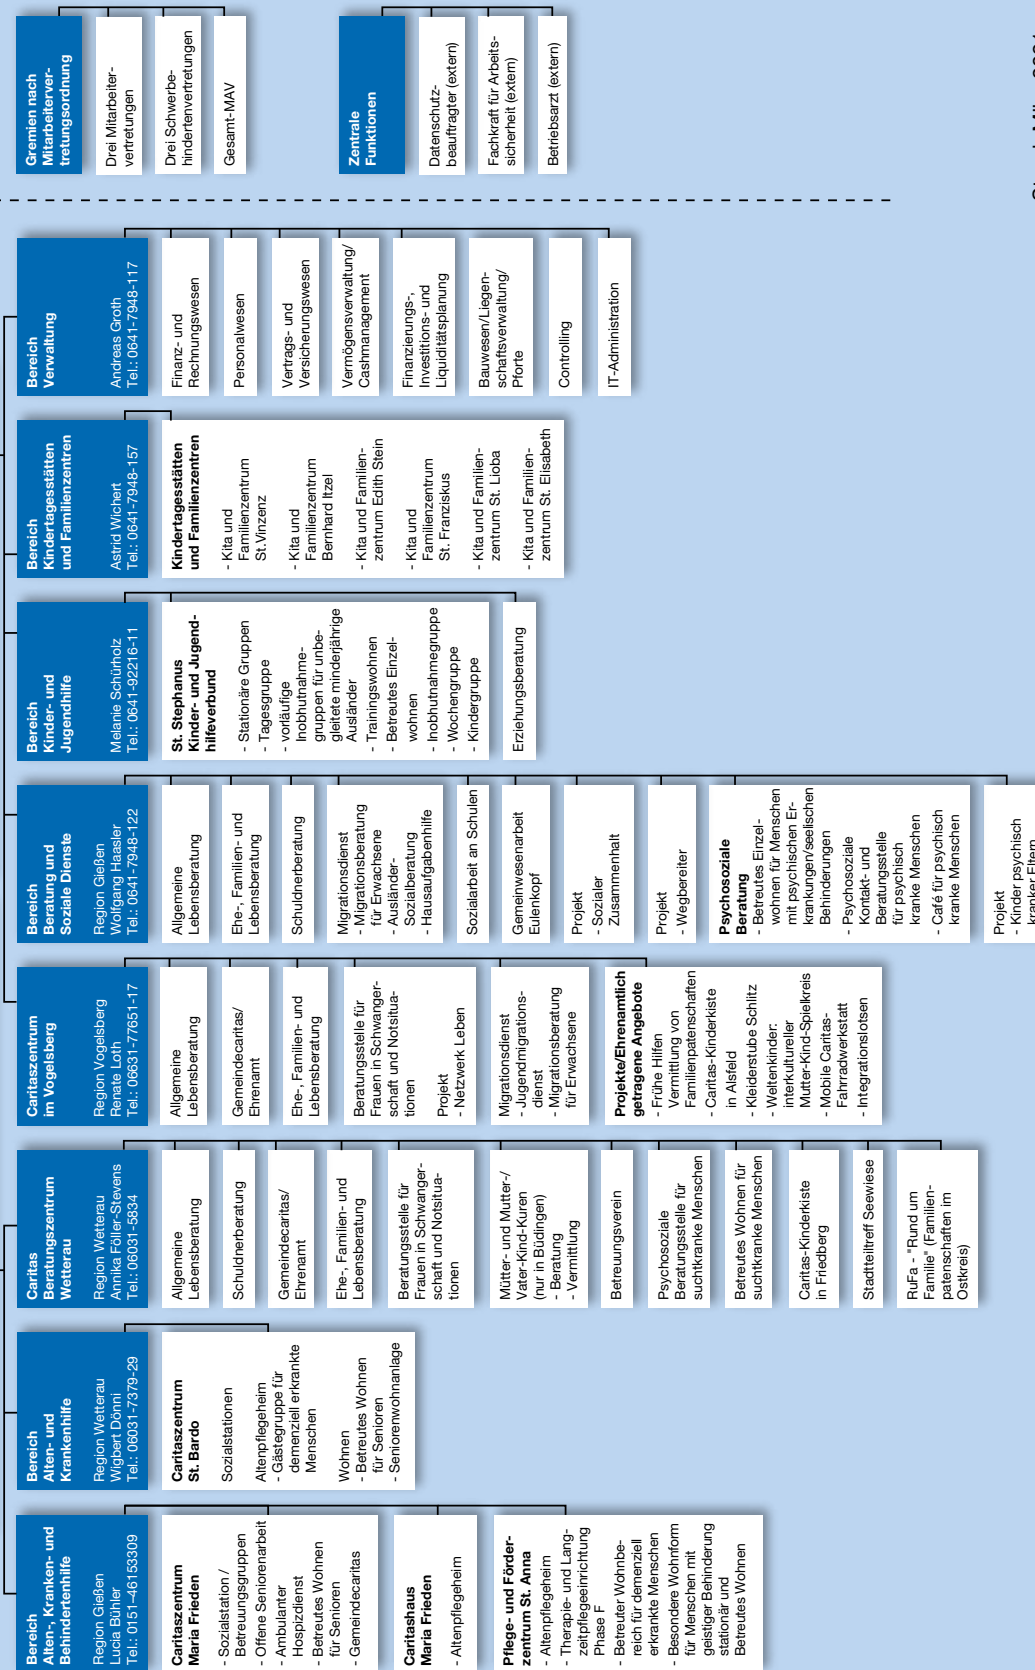 Bereich
Alten-, Kranken- und
Behindertenhilfe
Region Gießen
Lucia Bühler
Tel.: 0151–46153309
Caritaszentrum
Maria Frieden
- Sozialstation /
Betreuungsgruppen
- Offene Seniorenarbeit
- Ambulanter
Hospizdienst
- Betreutes Wohnen
für Senioren
- Gemeindecaritas
Caritashaus
Maria Frieden
- Altenpflegeheim
Pflege- und Förder-
zentrum St. Anna
- Altenpflegeheim
- Therapie- und Lang-
zeitpflegeeinrichtung
Phase F
- Betreuter Wohnbe-
reich für demenziell
erkrankte Menschen
- Besondere Wohnform
für Menschen mit
geistiger Behinderung
stationär und
Betreutes Wohnen
Bereich
Alten- und
Krankenhilfe
Region Wetterau
Wigbert Dönni
Tel.: 06031-7379-29
Caritaszentrum
St. Bardo
Sozialstationen
Altenpflegeheim
- Gästegruppe für
demenziell erkrankte
Menschen
Wohnen
- Betreutes Wohnen
für Senioren
- Seniorenwohnanlage
Caritas
Beratungszentrum
Wetterau
Region Wetterau
Annika Föller-Stevens
Tel.: 06031-5834
Allgemeine
Lebensberatung
Schuldnerberatung
Gemeindecaritas/
Ehrenamt
Ehe-, Familien- und
Lebensberatung
Beratungsstelle für
Frauen in Schwanger-
schaft und Notsitua-
tionen
Mütter- und Mutter-/
Vater-Kind-Kuren
(nur in Büdingen)
- Beratung
- Vermittlung
Betreuungsverein
Psychosoziale
Beratungsstelle für
suchtkranke Menschen
Betreutes Wohnen für
suchtkranke Menschen
Caritas-Kinderkiste
in Friedberg
Stadtteiltreff Seewiese
RuFa - "Rund um
Familie" (Familien-
patenschaften im
Ostkreis)
Caritaszentrum
im Vogelsberg
Region Vogelsberg
Renate Loth
Tel.: 06631-77651-17
Allgemeine
Lebensberatung
Gemeindecaritas/
Ehrenamt
Ehe-, Familien- und
Lebensberatung
Beratungsstelle für
Frauen in Schwanger-
schaft und Notsitua-
tionen
Projekt
- Netzwerk Leben
Migrationsdienst
- Jugendmigrations-
dienst
- Migrationsberatung
für Erwachsene
Projekte/Ehrenamtlich
getragene Angebote
- Frühe Hilfen
Vermittlung von
Familienpatenschaften
- Caritas-Kinderkiste
in Alsfeld
- Kleiderstube Schlitz
- Weltenkinder:
interkultureller
Mutter-Kind-Spielkreis
- Mobile Caritas-
Fahrradwerkstatt
- Integrationslotsen
Bereich
Beratung und
Soziale Dienste
Region Gießen
Wolfgang Haasler
Tel.: 0641-7948-122
Allgemeine
Lebensberatung
Ehe-, Familien- und
Lebensberatung
Schuldnerberatung
Migrationsdienst
- Migrationsberatung
für Erwachsene
- Ausländer-
Sozialberatung
- Hausaufgabenhilfe
Sozialarbeit an Schulen
Gemeinwesenarbeit
Eulenkopf
Projekt
- Sozialer
Zusammenhalt
Projekt
- Wegbereiter
Psychosoziale
Beratung
- Betreutes Einzel-
wohnen für Menschen
mit psychischen Er-
krankungen/seelischen
Behinderungen
- Psychosoziale
Kontakt- und
Beratungsstelle
für psychisch
kranke Menschen
- Café für psychisch
kranke Menschen
Projekt
- Kinder psychisch
kranker Eltern
Bereich
Kinder- und
Jugendhilfe
Melanie Schürholz
Tel.: 0641-92216-11
St. Stephanus
Kinder- und Jugend-
hilfeverbund
- Stationäre Gruppen
- Tagesgruppe
- vorläufige
Inobhutnahme-
gruppen für unbe-
gleitete minderjährige
Ausländer
- Trainingswohnen
- Betreutes Einzel-
wohnen
- Inobhutnahmegruppe
- Wochengruppe
- Kindergruppe
Erziehungsberatung
Bereich
Kindertagesstätten
und Familienzentren
Astrid Wichert
Tel.: 0641-7948-157
Kindertagesstätten
und Familienzentren
- Kita und
Familienzentrum
St.Vinzenz
- Kita und
Familienzentrum
Bernhard Itzel
- Kita und Familien-
zentrum Edith Stein
- Kita und
Familienzentrum
St. Franziskus
- Kita und Familien-
zentrum St. Lioba
- Kita und Familien-
zentrum St. Elisabeth
Bereich
Verwaltung
Andreas Groth
Tel.: 0641-7948-117
Finanz- und
Rechnungswesen
Personalwesen
Vertrags- und
Versicherungswesen
Vermögensverwaltung/
Cashmanagement
Finanzierungs-,
Investitions- und
Liquiditätsplanung
Bauwesen/Liegen-
schaftsverwaltung/
Pforte
Controlling
IT-Administration
Gremien nach
Mitarbeiterver-
tretungsordnung
Drei Mitarbeiter-
vertretungen
Drei Schwerbe-
hindertenvertretungen
Gesamt-MAV
Zentrale
Funktionen
Datenschutz-
beauftragter (extern)
Fachkraft für Arbeits-
sicherheit (extern)
Betriebsarzt (extern)